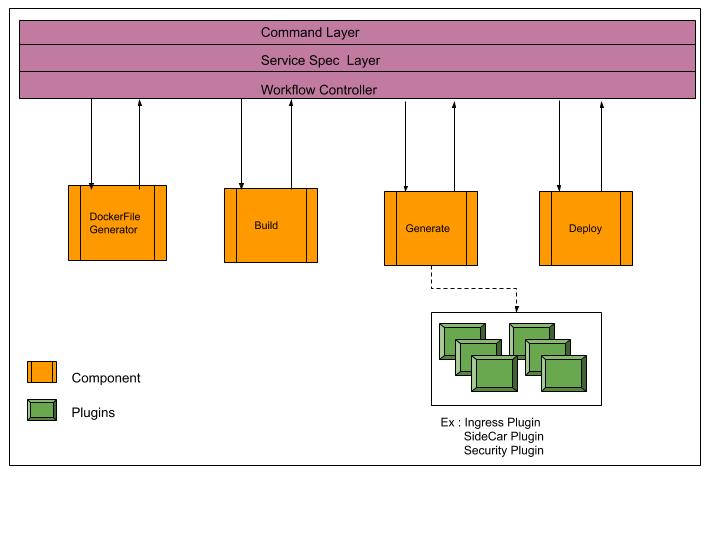 Command Layer
Service Spec Layer
Workflow Controller
DockerFile
Generator
Build
Generate
Deploy
Component
Plugins
Ex : Ingress Plugin
SideCar Plugin
Security Plugin